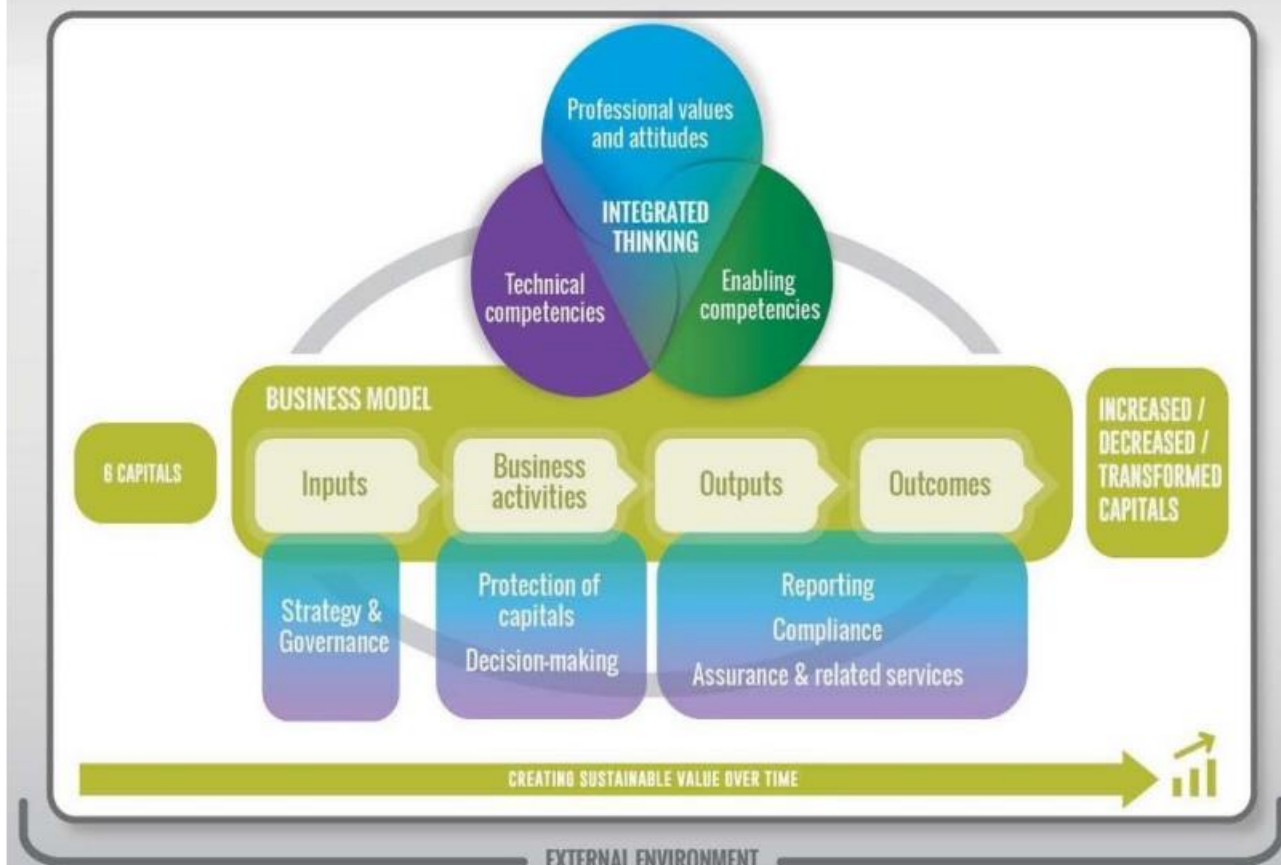 Professional values
and attitudes
INTEGRATED
THINKING
Technical
competencies
Enabling
competencies
BUSINESS MODEL
6 CAPITALS
Inputs
Business
activities
Outputs
Outcomes
INCREASED /
DECREASED /
TRANSFORMED
CAPITALS
Strategy &
Governance
Protection of
capitals
Decision-making
Reporting
Compliance
Assurance & related services
CREATING SUSTAINABLE VALUE OVER TIME
EXTERNAL ENVIRONMENT